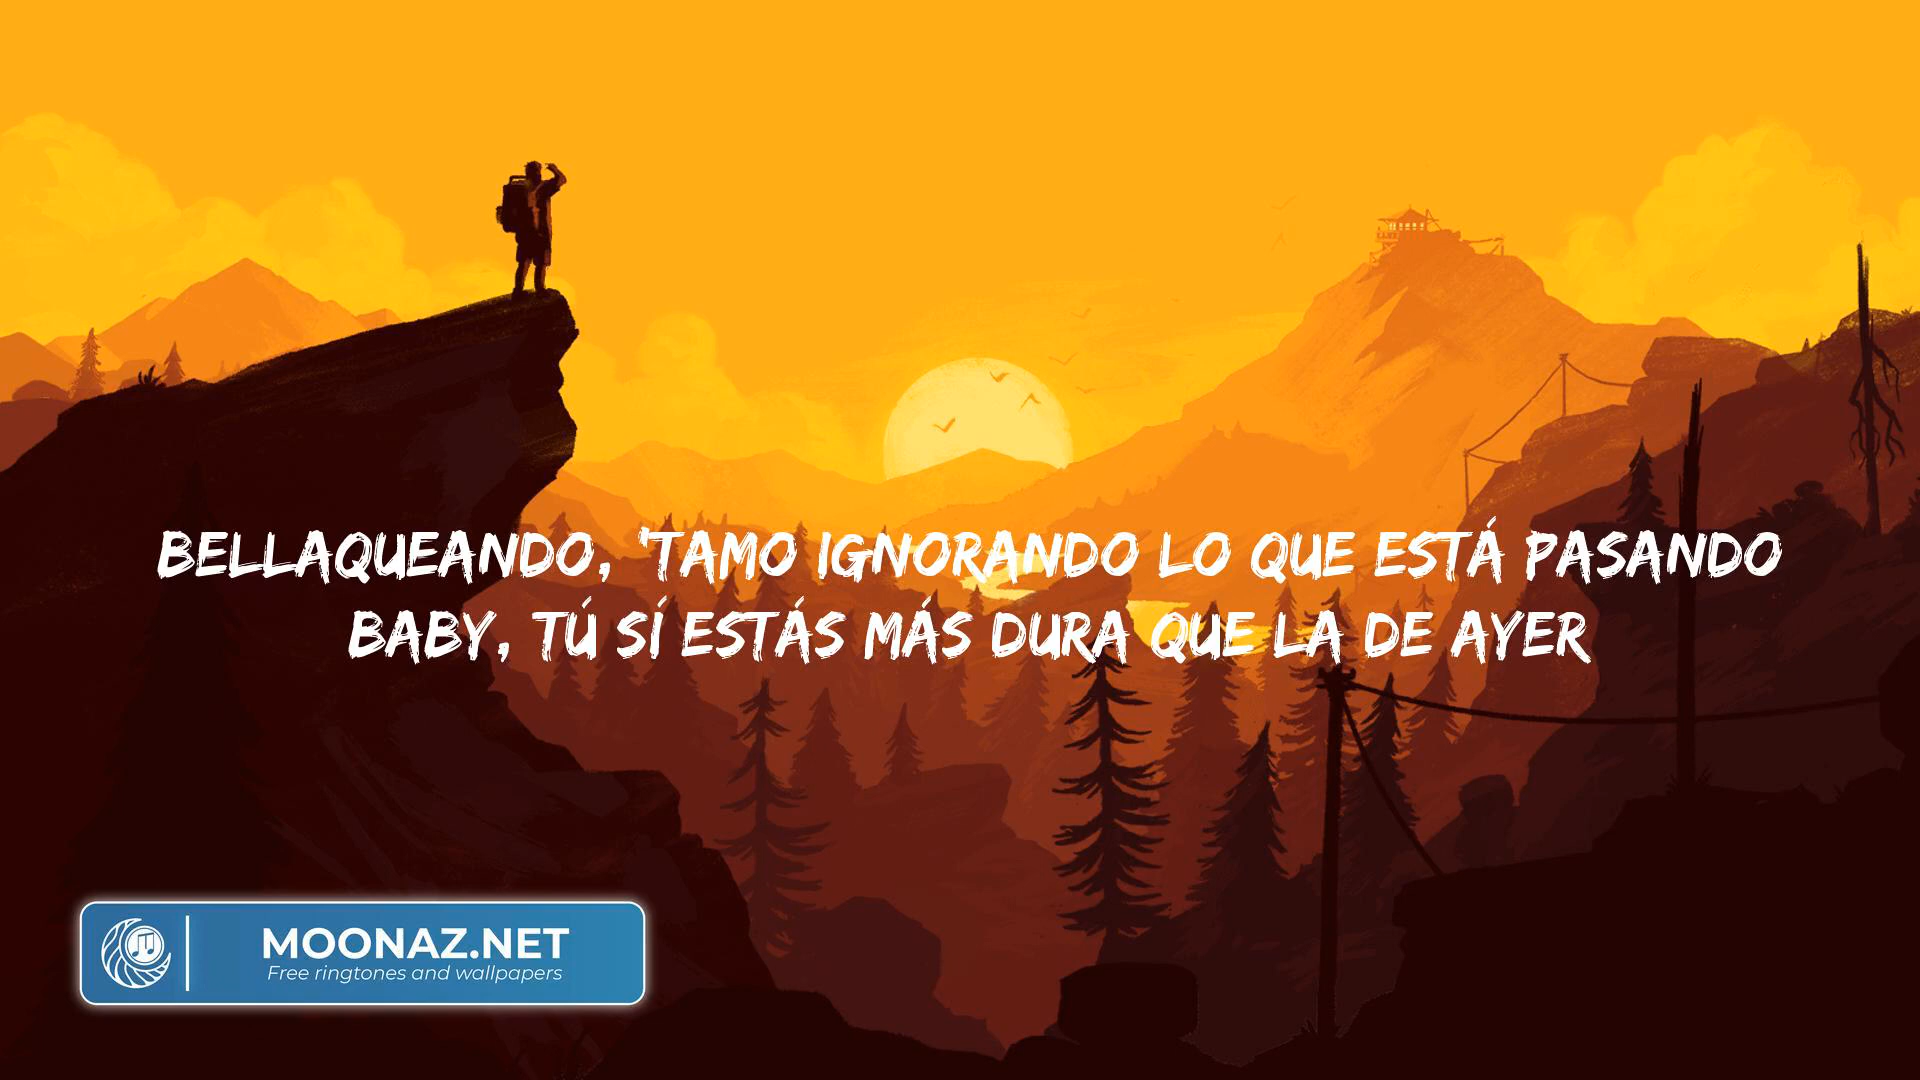 BELLAQUEANDO, 'TAMO IGNORANDO LO QUE ESTÁ PASANDO
BABY, TÚ SÍ ESTÁS MÁS DURA QUE LA DE AYER
MOONAZ.NET
Free ringtones and wallpapers